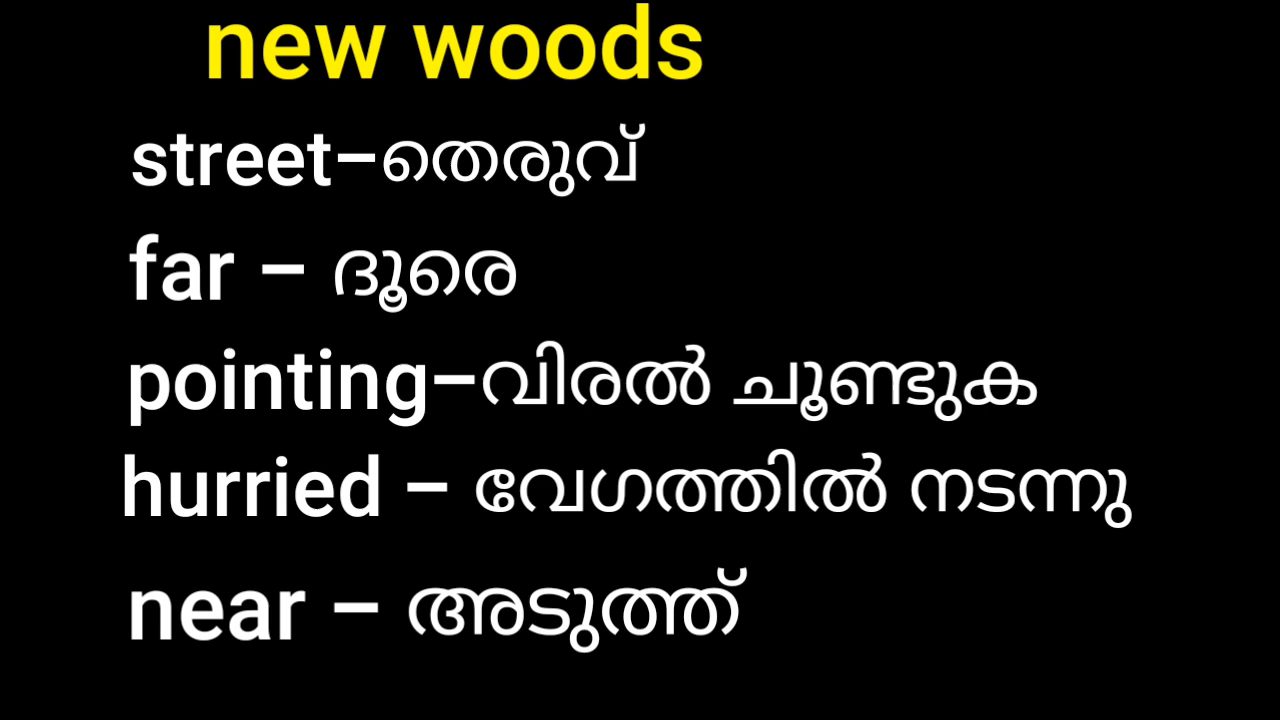 new woods
street–തെരുവ്
far – ദൂരെ
pointing–വിരൽ ചൂണ്ടുക
hurried – വേഗത്തിൽ നടന്നു
near – അടുത്ത്